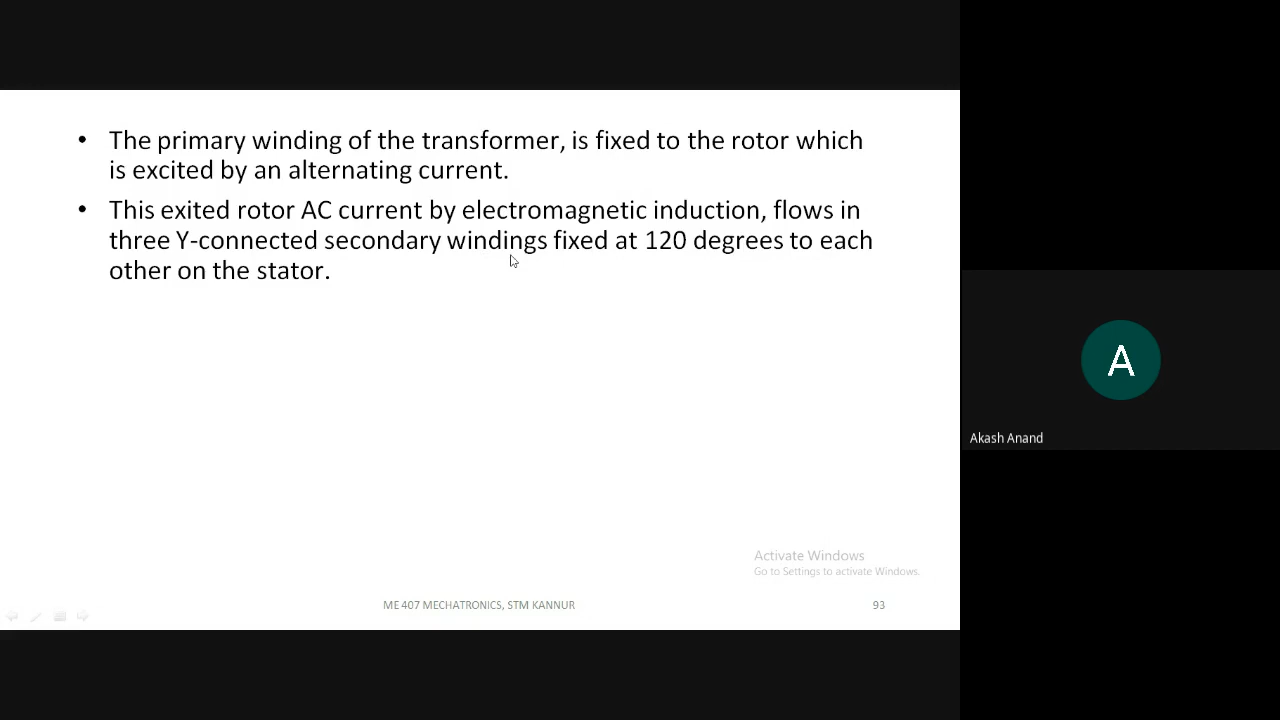 • The primary winding of the transformer, is fixed to the rotor which
is excited by an alternating current.
• This exited rotor AC current by electromagnetic induction, flows in
three Y-connected secondary windings fixed at 120 degrees to each
other on the stator.
A
Akash Anand
Activate Windows
Go to Settings to activate Windows.
ME 407 MECHATRONICS, STM KANNUR
93